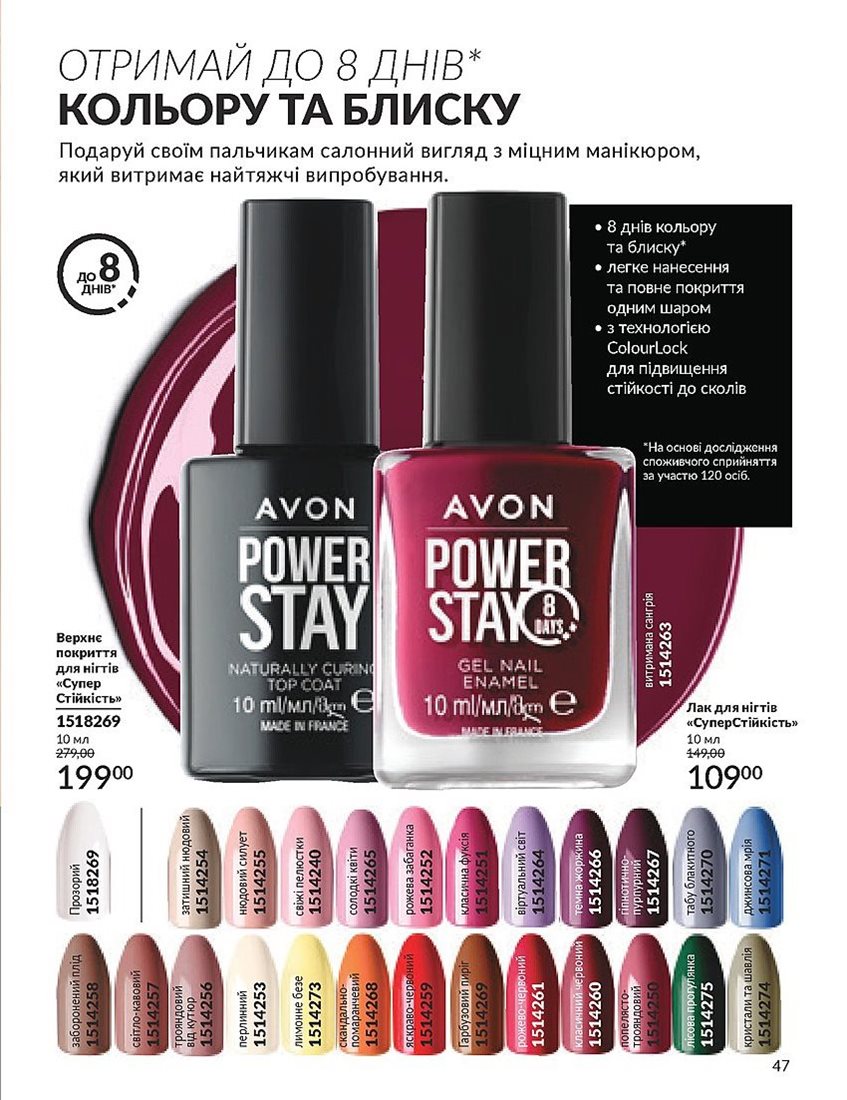 ОТРИМАЙ ДО 8 ДНІВ*
КОЛЬОРУ ТА БЛИСКУ
Подаруй своїм пальчикам салонний вигляд з міцним манікюром,
який витримає найтяжчі випробування.
ДО 8
ДНІВ*
• 8 днів кольору
та блиску*
• легке нанесення
та повне покриття
одним шаром
• з технологією
ColourLock
для підвищення
стійкості до сколів
*На основі дослідження
споживчого сприйняття
за участю 120 осіб.
AVON
POWER
STAY
NATURALLY CURING
TOP COAT
10 ml/мл/მლ e
MADE IN FRANCE
AVON
POWER
STAY
8
DAYS
GEL NAIL
ENAMEL
10 ml/мл/მლ e
MADE IN FRANCE
витримана сангрія
1514263
Верхнє
покриття
для нігтів
«Супер
Стійкість»
1518269
10 мл
279,00
19900
Лак для нігтів
«СуперСтійкість»
10 мл
149,00
10900
Прозорий
1518269
затишний нюдовий
1514254
нюдовий силует
1514255
свіжі пелюстки
1514240
солодкі квіти
1514265
рожева забаганка
1514252
класична фуксія
1514251
віртуальний світ
1514264
темна жоржина
1514266
гіпнотично-
пурпурний
1514267
табу блакитного
1514270
джинсова мрія
1514271
заборонений плід
1514258
світло-кавовий
1514257
трояндовий
від кутюр
1514256
перлинний
1514253
лимонне безе
1514273
скандально-
помаранчевий
1514268
яскраво-червоний
1514259
Гарбузовий пиріг
1514269
рожево-червоний
1514261
класичний червоний
1514260
попелясто-
трояндовий
1514250
лісова прогулянка
1514275
кристали та шавлія
1514274
47